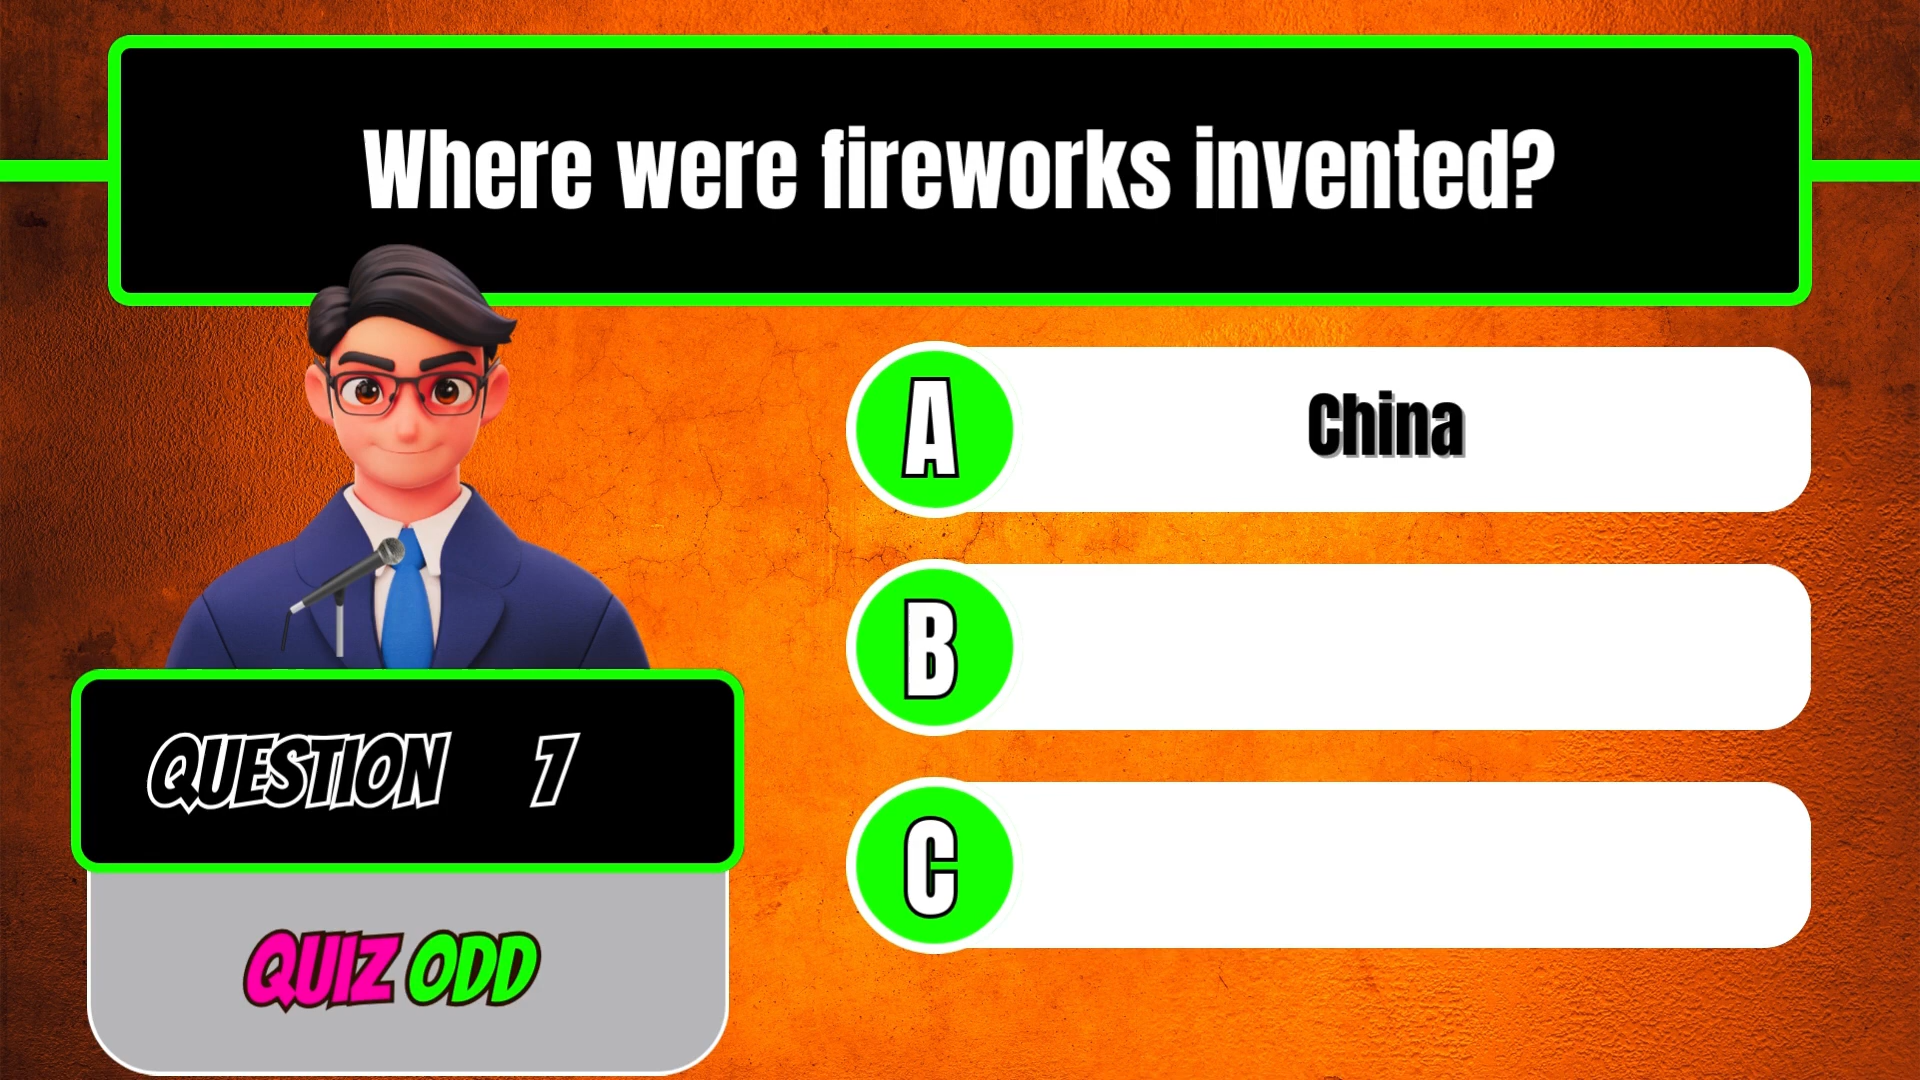 Where were fireworks invented?
A China
B
C
QUESTION 7
QUIZ ODD